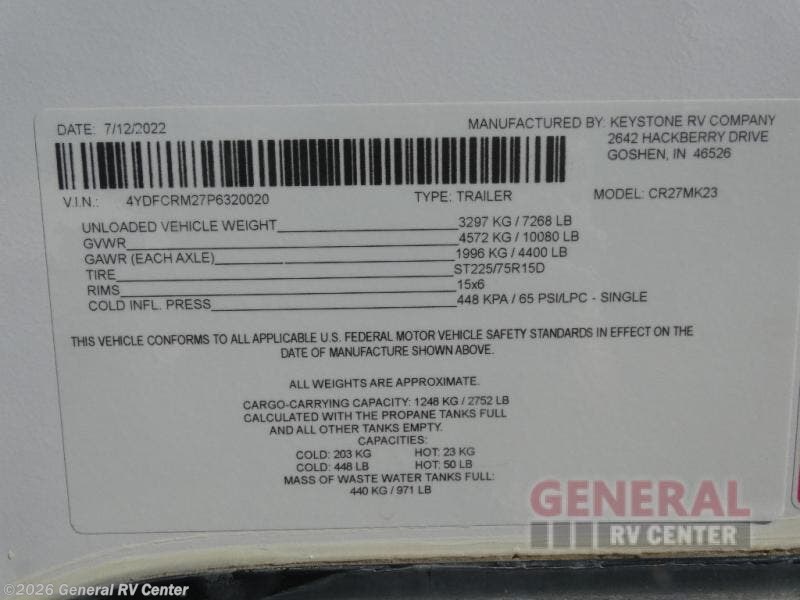 DATE: 7/12/2022
MANUFACTURED BY: KEYSTONE RV COMPANY
2642 HACKBERRY DRIVE
GOSHEN, IN 46526
V.I.N.: 4YDFCRM27P6320020 TYPE: TRAILER MODEL: CR27MK23
UNLOADED VEHICLE WEIGHT 3297 KG / 7268 LB
GVWR 4572 KG / 10080 LB
GAWR (EACH AXLE) 1996 KG / 4400 LB
TIRE ST225/75R15D
RIMS 15x6
COLD INFL. PRESS 448 KPA / 65 PSI/LPC - SINGLE
THIS VEHICLE CONFORMS TO ALL APPLICABLE U.S. FEDERAL MOTOR VEHICLE SAFETY STANDARDS IN EFFECT ON THE
DATE OF MANUFACTURE SHOWN ABOVE.
ALL WEIGHTS ARE APPROXIMATE.
CARGO-CARRYING CAPACITY: 1248 KG / 2752 LB
CALCULATED WITH THE PROPANE TANKS FULL
AND ALL OTHER TANKS EMPTY.
CAPACITIES:
COLD: 203 KG HOT: 23 KG
COLD: 448 LB HOT: 50 LB
MASS OF WASTE WATER TANKS FULL:
440 KG / 971 LB
GENERAL
RV CENTER
©2026 General RV Center